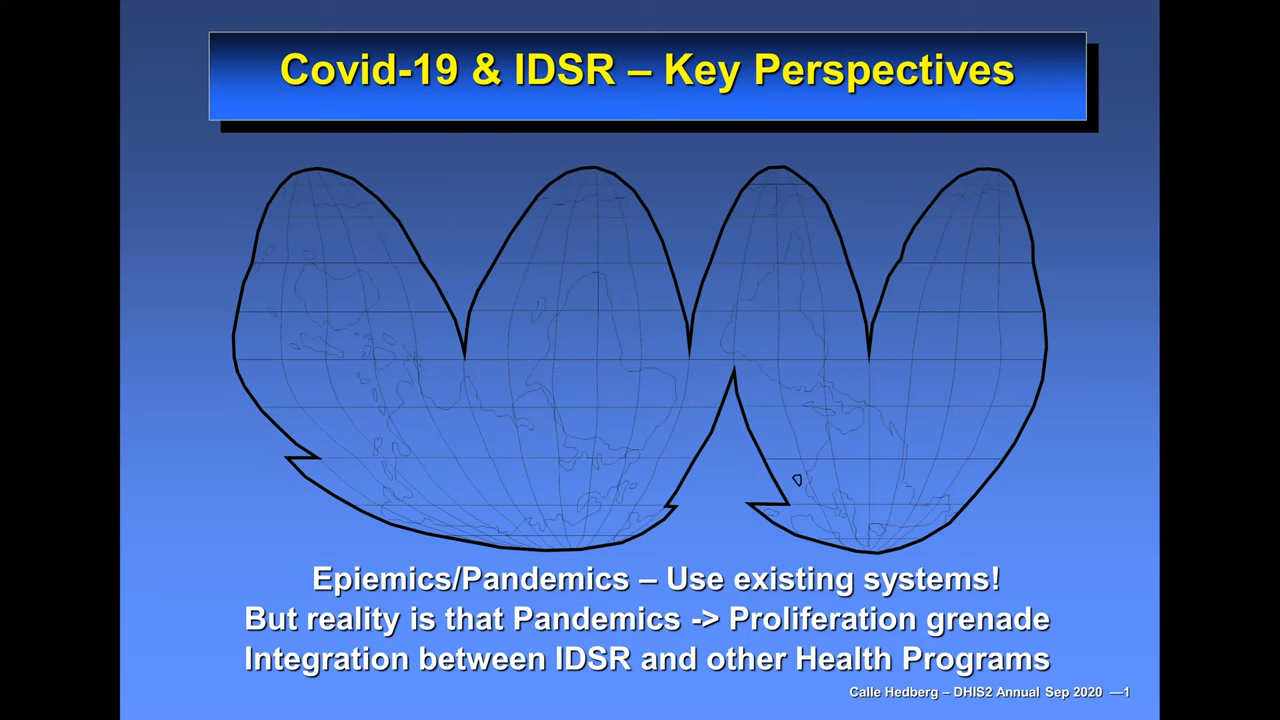 Covid-19 & IDSR – Key Perspectives
Epiemics/Pandemics – Use existing systems!
But reality is that Pandemics -> Proliferation grenade
Integration between IDSR and other Health Programs
Calle Hedberg – DHIS2 Annual Sep 2020 —1